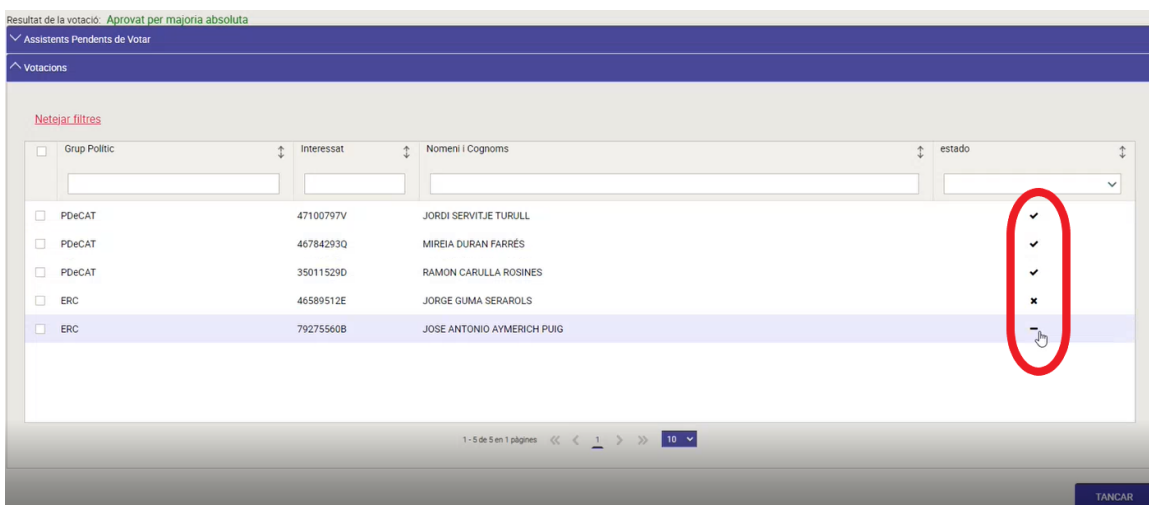 Resultat de la votació: Aprovat per majoria absoluta
Assistents Pendents de Votar
Votacions
Netejar filtres
Grup Polític Interessat Nomeni i Cognoms estado
PDeCAT 47100797V JORDI SERVITJE TURULL
PDeCAT 46784293Q MIREIA DURAN FARRÉS
PDeCAT 35011529D RAMON CARULLA ROSINES
ERC 46589512E JORGE GUMA SERAROLS
ERC 79275560B JOSE ANTONIO AYMERICH PUIG
1 - 5 de 5 en 1 pàgines 1 10
TANCAR